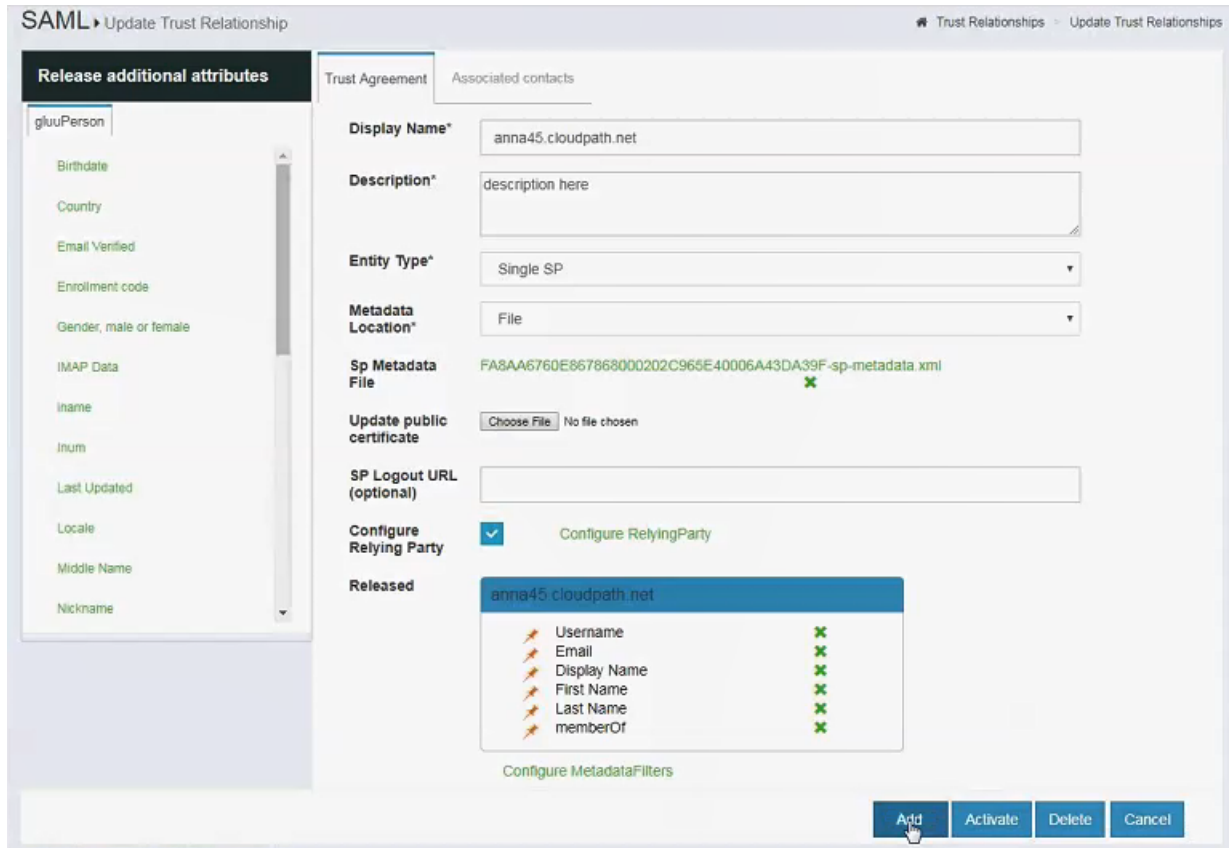 SAML ▸ Update Trust Relationship
Trust Relationships > Update Trust Relationships
Release additional attributes
gluuPerson
Birthdate
Country
Email Verified
Enrollment code
Gender, male or female
IMAP Data
iname
Inum
Last Updated
Locale
Middle Name
Nickname
Trust Agreement
Associated contacts
Display Name*
anna45.cloudpath.net
Description*
description here
Entity Type*
Single SP
Metadata
Location*
File
Sp Metadata
File
FA8AA6760E867868000202C965E40006A43DA39F-sp-metadata.xml
Update public
certificate
Choose File No file chosen
SP Logout URL
(optional)
Configure
Relying Party
Configure RelyingParty
Released
anna45.cloudpath.net
Username
Email
Display Name
First Name
Last Name
memberOf
Configure MetadataFilters
Add
Activate
Delete
Cancel